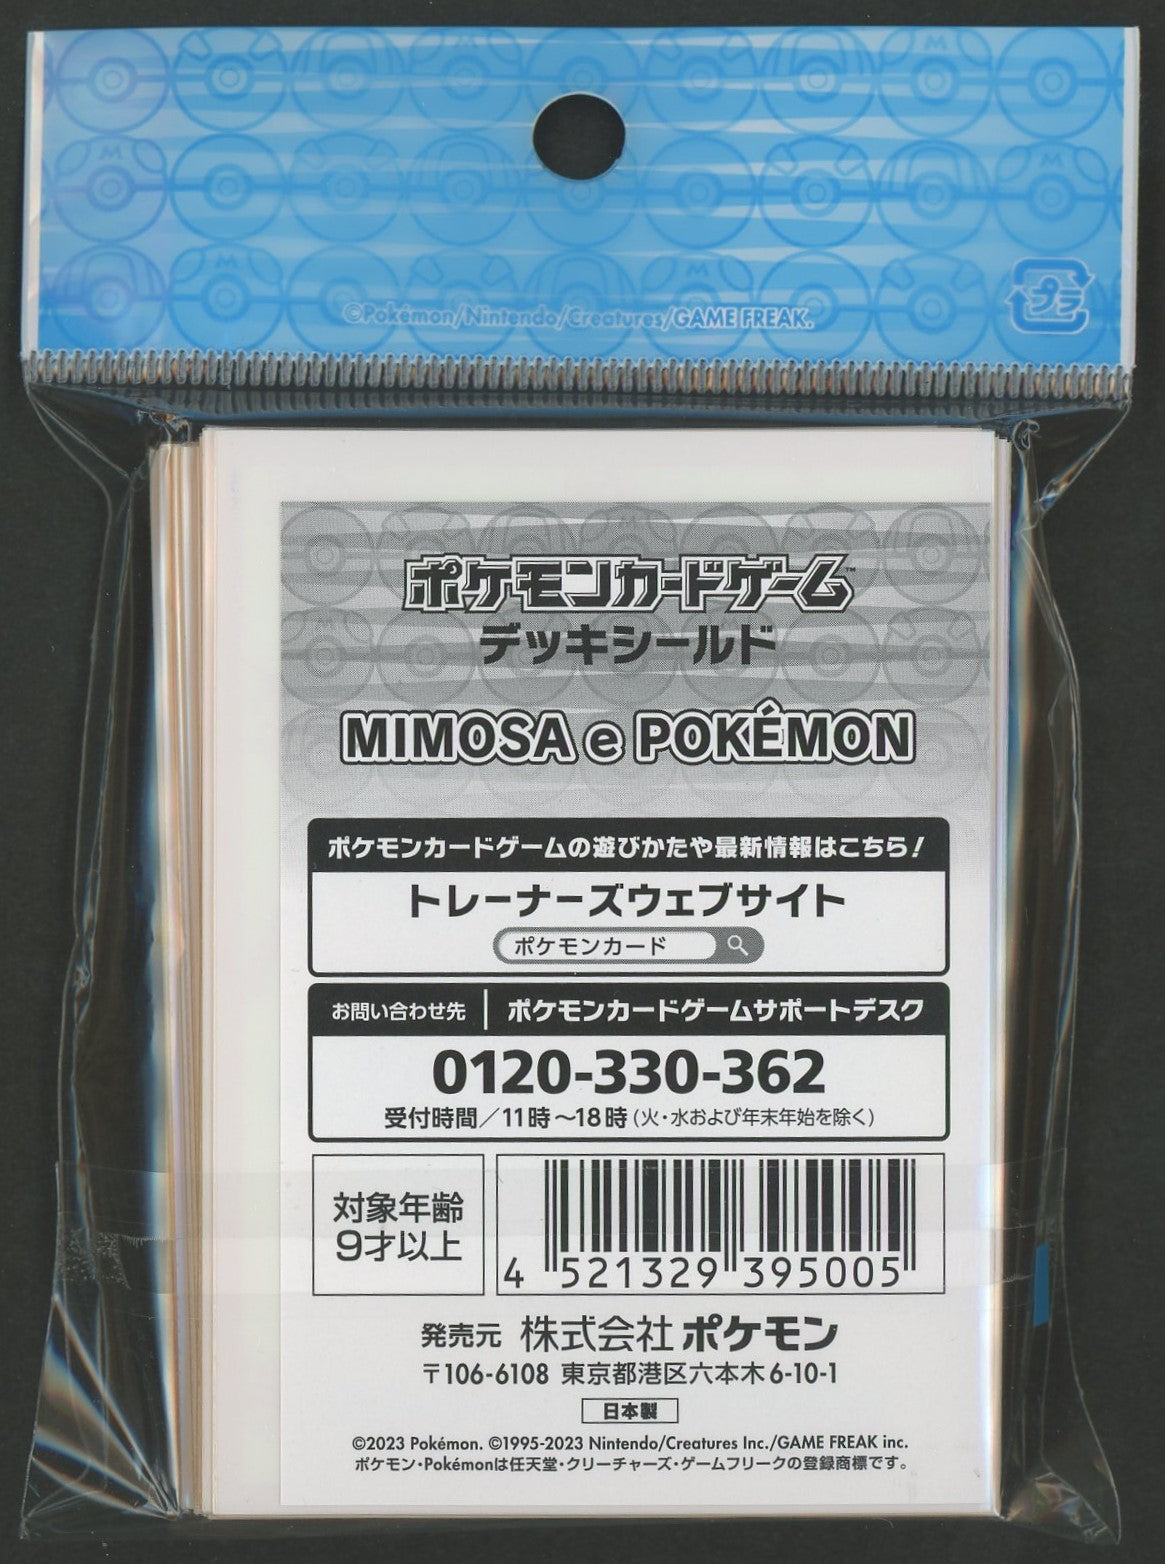 ©Pokémon/Nintendo/Creatures/GAME FREAK.
プラ
ポケモンカードゲーム™
デッキシールド
MIMOSA e POKÉMON
ポケモンカードゲームの遊びかたや最新情報はこちら！
トレーナーズウェブサイト
ポケモンカード
お問い合わせ先 ポケモンカードゲームサポートデスク
0120-330-362
受付時間／11時～18時（火・水および年末年始を除く）
対象年齢
9才以上
4 521329 395005
発売元 株式会社ポケモン
〒106-6108 東京都港区六本木6-10-1
日本製
©2023 Pokémon. ©1995-2023 Nintendo/Creatures Inc./GAME FREAK inc.
ポケモン・Pokémonは任天堂・クリーチャーズ・ゲームフリークの登録商標です。